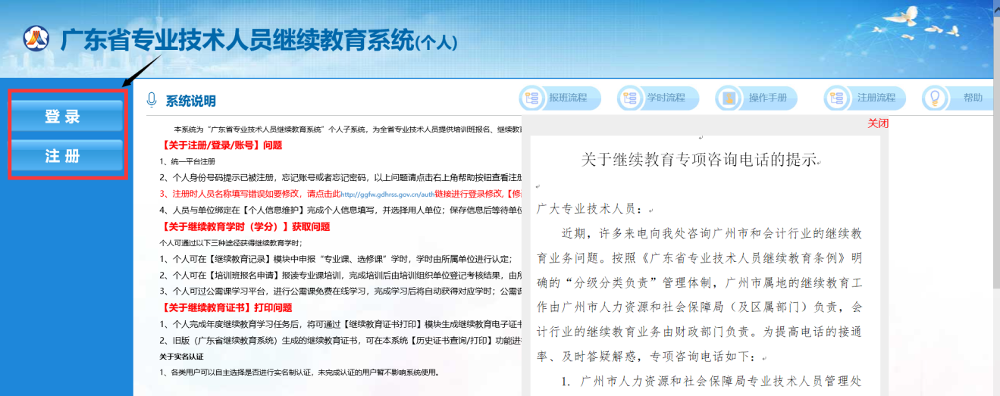 广东省专业技术人员继续教育系统(个人)
登 录
注 册
系统说明
报班流程
学时流程
操作手册
注册流程
帮助
本系统为“广东省专业技术人员继续教育系统”个人子系统，为全省专业技术人员提供培训班报名、继续教
【关于注册/登录/账号】问题
1、统一平台注册
2、个人身份号码提示已被注册，忘记账号或者忘记密码，以上问题请点击右上角帮助按钮查看注册
3、注册时人员名称填写错误如要修改，请点击此http://ggfw.gdhrss.gov.cn/auth链接进行登录修改,【修
4、人员与单位绑定在【个人信息维护】完成个人信息填写，并选择用人单位；保存信息后等待单位
【关于继续教育学时（学分）】获取问题
个人可通过以下三种途径获得继续教育学时；
1、个人可在【继续教育记录】模块中申报“专业课、选修课”学时，学时由所属单位进行认定；
2、个人可在【培训班报名申请】报读专业课培训，完成培训后由培训组织单位登记考核结果，由所
3、个人可过公需课学习平台，进行公需课免费在线学习，完成学习后将自动获得对应学时；公需
【关于继续教育证书】打印问题
1、个人完成年度继续教育学习任务后，将可通过【继续教育证书打印】模块生成继续教育电子证书
2、旧版（广东省继续教育系统）生成的继续教育证书，可在本系统【历史证书查询/打印】功能进
关于实名认证
1、各类用户可以自主选择是否进行实名制认证，未完成认证的用户暂不影响系统使用。
关闭
关于继续教育专项咨询电话的提示
广大专业技术人员：
近期，许多来电向我处咨询广州市和会计行业的继续教
育业务问题。按照《广东省专业技术人员继续教育条例》明
确的“分级分类负责”管理体制，广州市属地的继续教育工
作由广州市人力资源和社会保障局（及区属部门）负责，会
计行业的继续教育业务由财政部门负责。为提高电话的接通
率、及时答疑解惑，专项咨询电话如下：
1. 广州市人力资源和社会保障局专业技术人员管理处